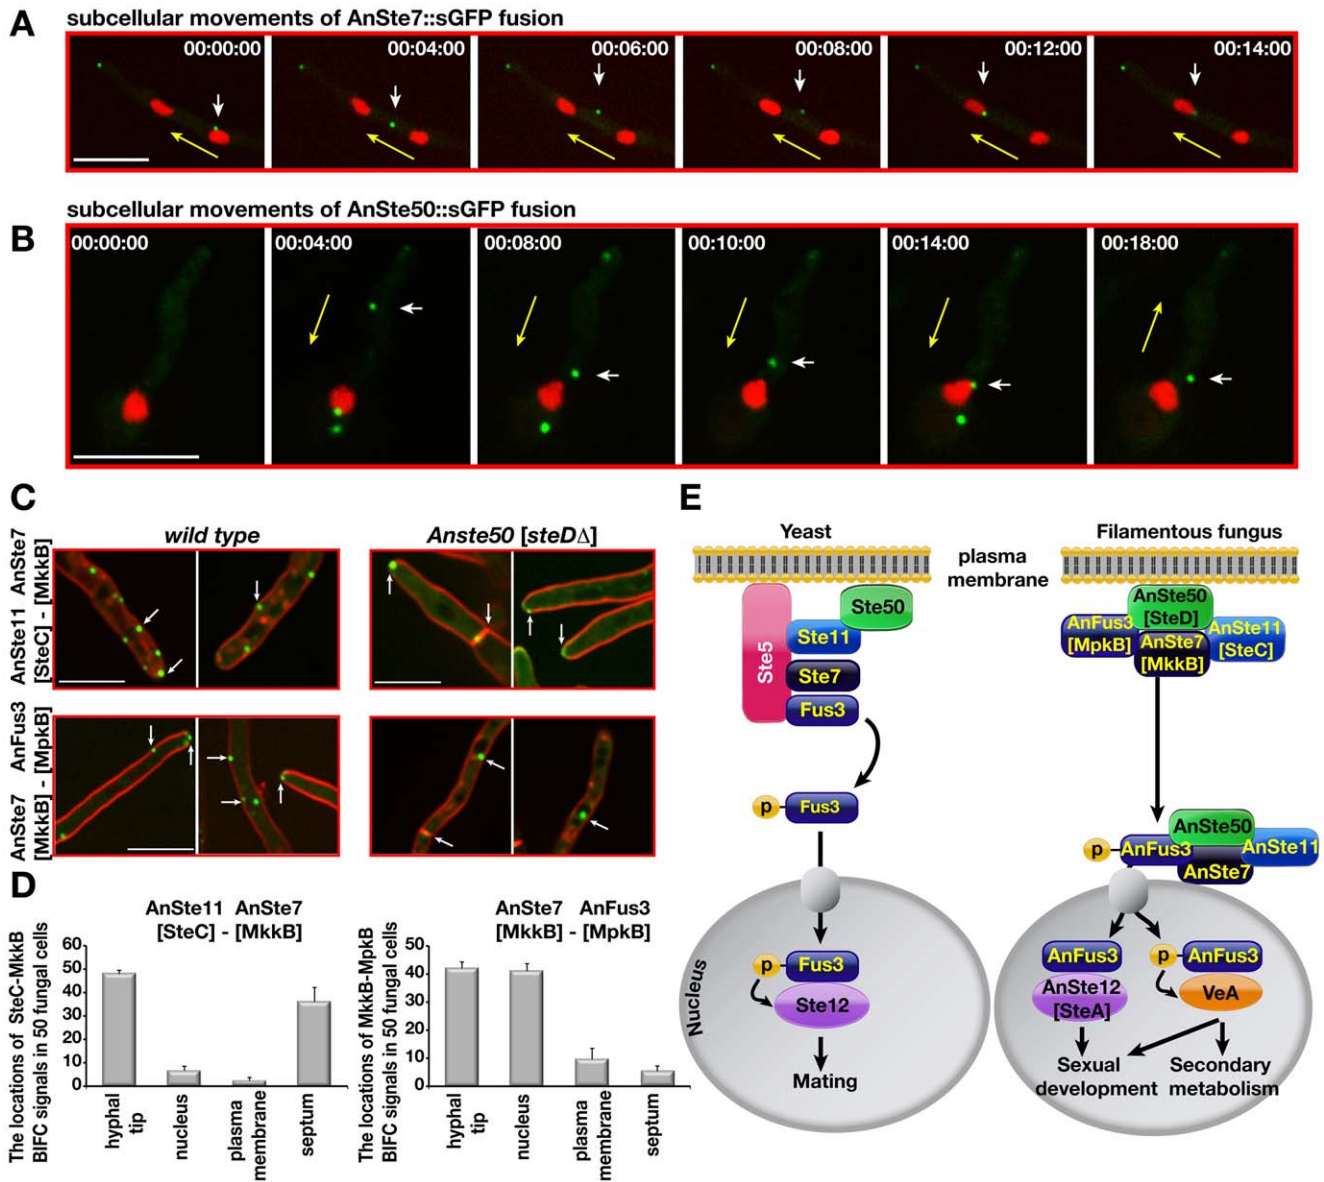 A
subcellular movements of AnSte7::sGFP fusion
00:00:00
00:04:00
00:06:00
00:08:00
00:12:00
00:14:00
subcellular movements of AnSte50::sGFP fusion
B
00:00:00
00:04:00
00:08:00
00:10:00
00:14:00
00:18:00
C
wild type
Anste50 [steDΔ]
AnSte11 AnSte7
[SteC] - [MkkB]
AnSte7 AnFus3
[MkkB] - [MpkB]
D
AnSte11 AnSte7
[SteC] - [MkkB]
The locations of SteC-MkkB
BIFC signals in 50 fungal cells
60
50
40
30
20
10
0
hyphal
tip
nucleus
plasma
membrane
septum
AnSte7 AnFus3
[MkkB] - [MpkB]
The locations of MkkB-MpkB
BIFC signals in 50 fungal cells
50
40
30
20
10
0
hyphal
tip
nucleus
plasma
membrane
septum
E
Yeast
plasma
membrane
Filamentous fungus
Ste5
Ste50
Ste11
Ste7
Fus3
p
Fus3
Nucleus
p
Fus3
Ste12
Mating
AnSte50
[SteD]
AnFus3
[MpkB]
AnSte7
[MkkB]
AnSte11
[SteC]
AnSte50
p
AnFus3
AnSte11
AnSte7
AnFus3
p
AnFus3
AnSte12
[SteA]
VeA
Sexual
development
Secondary
metabolism